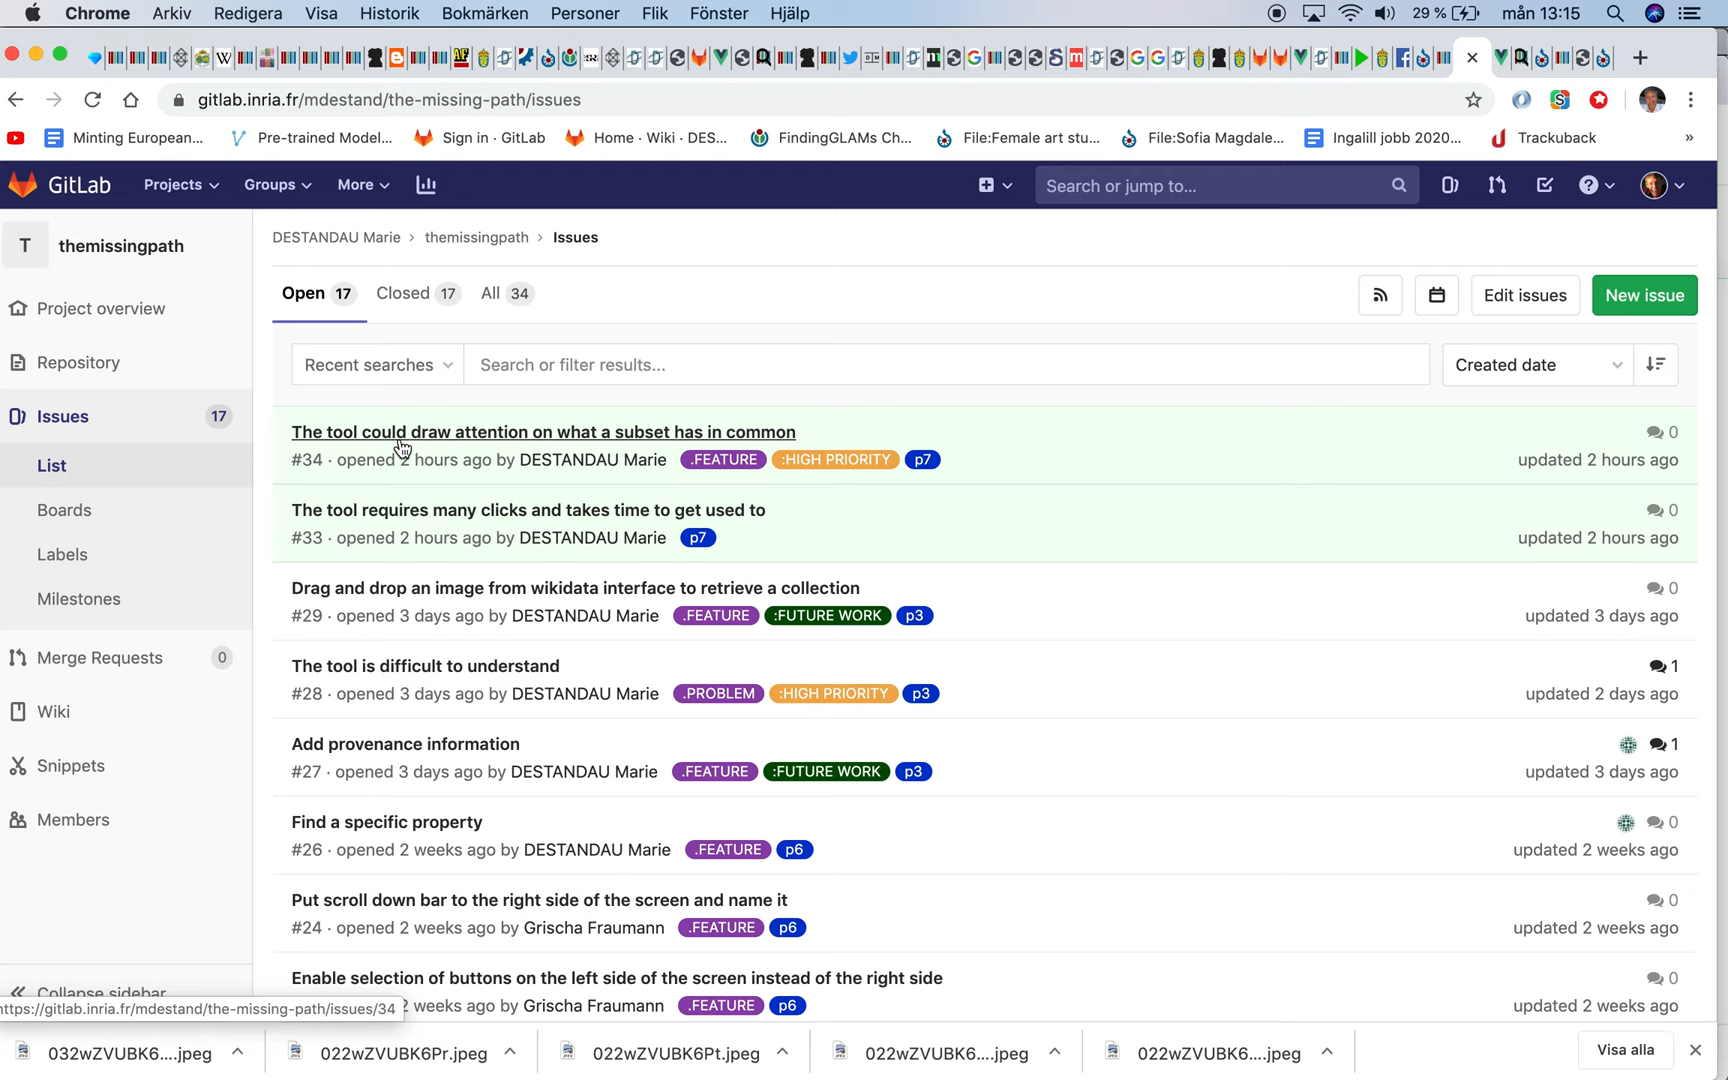 Chrome Arkiv Redigera Visa Historik Bokmärken Personer Flik Fönster Hjälp 29 % mån 13:15
gitlab.inria.fr/mdestand/the-missing-path/issues
Minting European... Pre-trained Model... Sign in · GitLab Home · Wiki · DES... FindingGLAMs Ch... File:Female art stu... File:Sofia Magdale... Ingalill jobb 2020... Trackuback »
GitLab Projects Groups More Search or jump to...
T themissingpath
DESTANDAU Marie > themissingpath > Issues
Project overview
Repository
Issues 17
List
Boards
Labels
Milestones
Merge Requests 0
Wiki
Snippets
Members
Collapse sidebar
Open 17 Closed 17 All 34 Edit issues New issue
Recent searches Search or filter results... Created date
The tool could draw attention on what a subset has in common 0
#34 · opened 2 hours ago by DESTANDAU Marie .FEATURE :HIGH PRIORITY p7 updated 2 hours ago
The tool requires many clicks and takes time to get used to 0
#33 · opened 2 hours ago by DESTANDAU Marie p7 updated 2 hours ago
Drag and drop an image from wikidata interface to retrieve a collection 0
#29 · opened 3 days ago by DESTANDAU Marie .FEATURE :FUTURE WORK p3 updated 3 days ago
The tool is difficult to understand 1
#28 · opened 3 days ago by DESTANDAU Marie .PROBLEM :HIGH PRIORITY p3 updated 2 days ago
Add provenance information 1
#27 · opened 3 days ago by DESTANDAU Marie .FEATURE :FUTURE WORK p3 updated 3 days ago
Find a specific property 0
#26 · opened 2 weeks ago by DESTANDAU Marie .FEATURE p6 updated 2 weeks ago
Put scroll down bar to the right side of the screen and name it 0
#24 · opened 2 weeks ago by Grischa Fraumann .FEATURE p6 updated 2 weeks ago
Enable selection of buttons on the left side of the screen instead of the right side 0
2 weeks ago by Grischa Fraumann .FEATURE p6 updated 2 weeks ago
https://gitlab.inria.fr/mdestand/the-missing-path/issues/34
032wZVUBK6....jpeg 022wZVUBK6Pr.jpeg 022wZVUBK6Pt.jpeg 022wZVUBK6....jpeg 022wZVUBK6....jpeg Visa alla